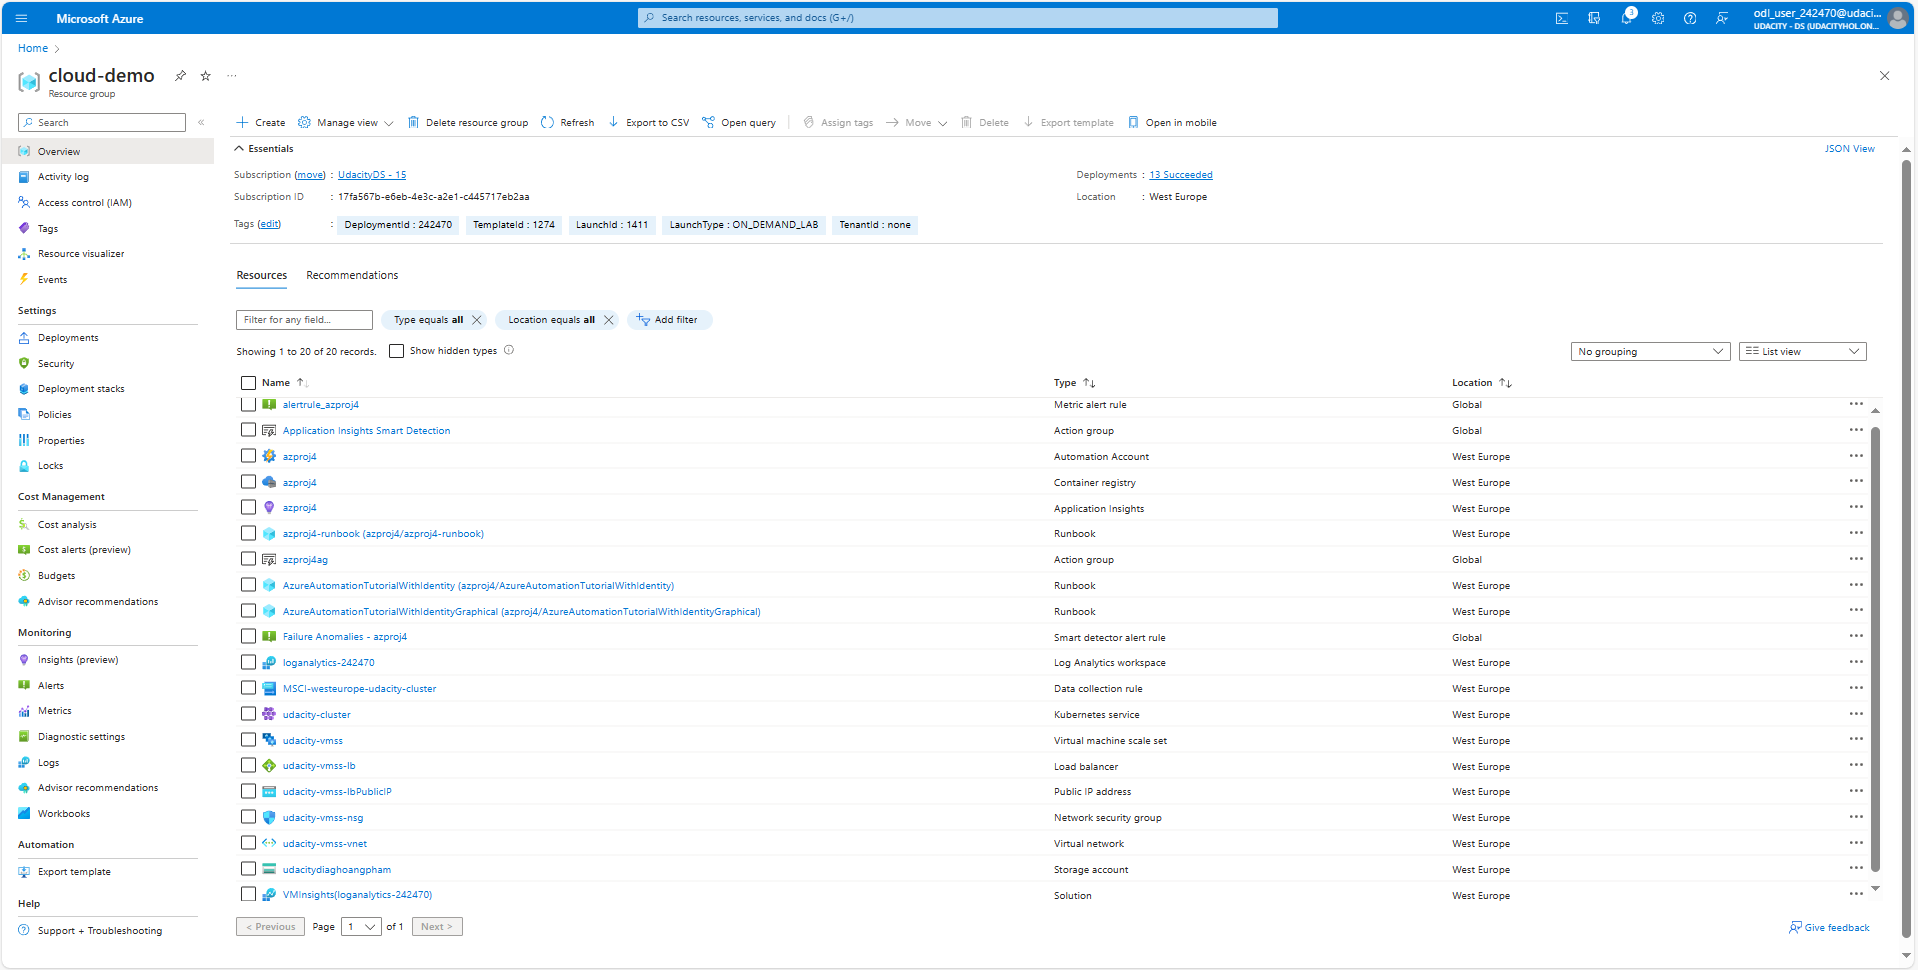 Microsoft Azure
Search resources, services, and docs (G+/)
3
odl_user_242470@udaci...
UDACITY - DS (UDACITYHOLON...
Home >
cloud-demo
Resource group
Search
Create Manage view Delete resource group Refresh Export to CSV Open query Assign tags Move Delete Export template Open in mobile
Overview
Activity log
Access control (IAM)
Tags
Resource visualizer
Events
Settings
Deployments
Security
Deployment stacks
Policies
Properties
Locks
Cost Management
Cost analysis
Cost alerts (preview)
Budgets
Advisor recommendations
Monitoring
Insights (preview)
Alerts
Metrics
Diagnostic settings
Logs
Advisor recommendations
Workbooks
Automation
Export template
Help
Support + Troubleshooting
Essentials
JSON View
Subscription (move) : UdacityDS - 15
Deployments : 13 Succeeded
Subscription ID : 17fa567b-e6eb-4e3c-a2e1-c445717eb2aa
Location : West Europe
Tags (edit) : DeploymentId : 242470 TemplateId : 1274 LaunchId : 1411 LaunchType : ON_DEMAND_LAB TenantId : none
Resources Recommendations
Filter for any field... Type equals all Location equals all Add filter
Showing 1 to 20 of 20 records. Show hidden types
No grouping List view
Name Type Location
alertrule_azproj4 Metric alert rule Global
Application Insights Smart Detection Action group Global
azproj4 Automation Account West Europe
azproj4 Container registry West Europe
azproj4 Application Insights West Europe
azproj4-runbook (azproj4/azproj4-runbook) Runbook West Europe
azproj4ag Action group Global
AzureAutomationTutorialWithIdentity (azproj4/AzureAutomationTutorialWithIdentity) Runbook West Europe
AzureAutomationTutorialWithIdentityGraphical (azproj4/AzureAutomationTutorialWithIdentityGraphical) Runbook West Europe
Failure Anomalies - azproj4 Smart detector alert rule Global
loganalytics-242470 Log Analytics workspace West Europe
MSCI-westeurope-udacity-cluster Data collection rule West Europe
udacity-cluster Kubernetes service West Europe
udacity-vmss Virtual machine scale set West Europe
udacity-vmss-lb Load balancer West Europe
udacity-vmss-lbPublicIP Public IP address West Europe
udacity-vmss-nsg Network security group West Europe
udacity-vmss-vnet Virtual network West Europe
udacitydiaghoangpham Storage account West Europe
VMInsights(loganalytics-242470) Solution West Europe
< Previous Page 1 of 1 Next >
Give feedback